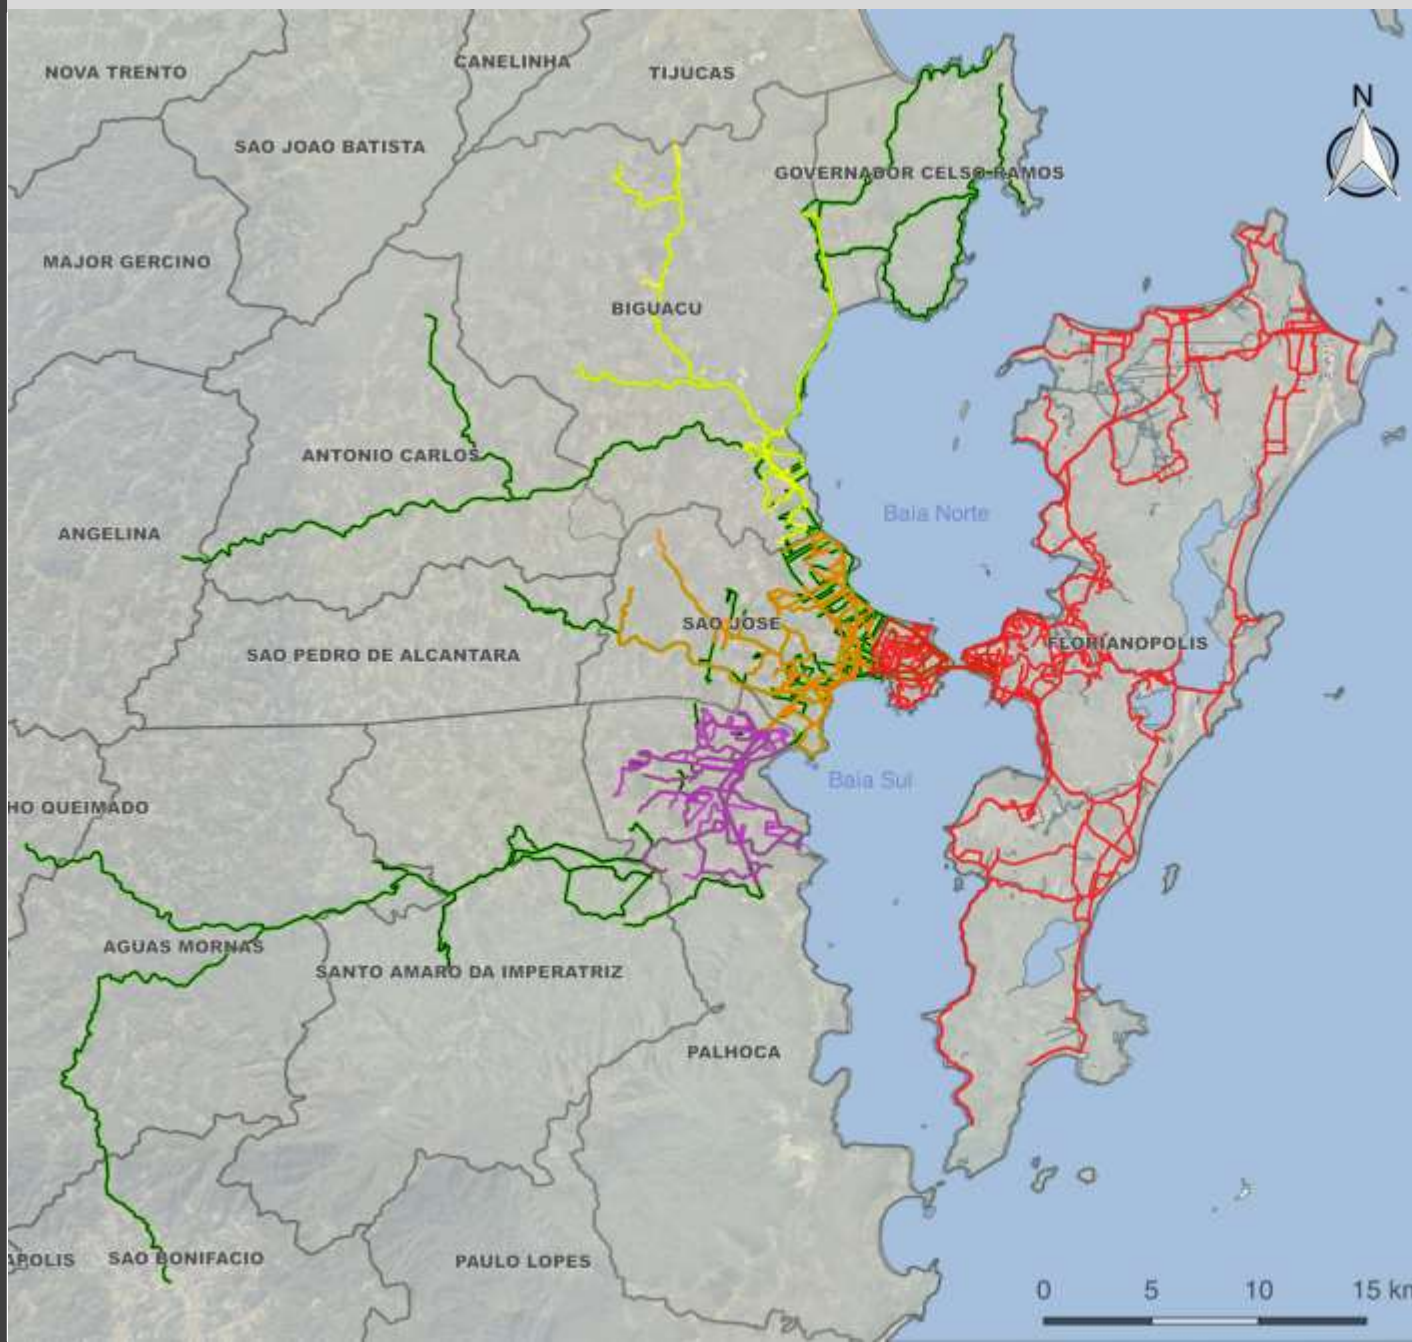 CANELINHA
NOVA TRENTO
TIJUCAS
N
SAO JOAO BATISTA
GOVERNADOR CELSO RAMOS
MAJOR GERCINO
BIGUACU
ANTONIO CARLOS
Baia Norte
ANGELINA
SAO JOSE
FLORIANOPOLIS
SAO PEDRO DE ALCANTARA
Baia Sul
HO QUEIMADO
AGUAS MORNAS
SANTO AMARO DA IMPERATRIZ
PALHOCA
APOLIS
SAO BONIFACIO
PAULO LOPES
0 5 10 15 km